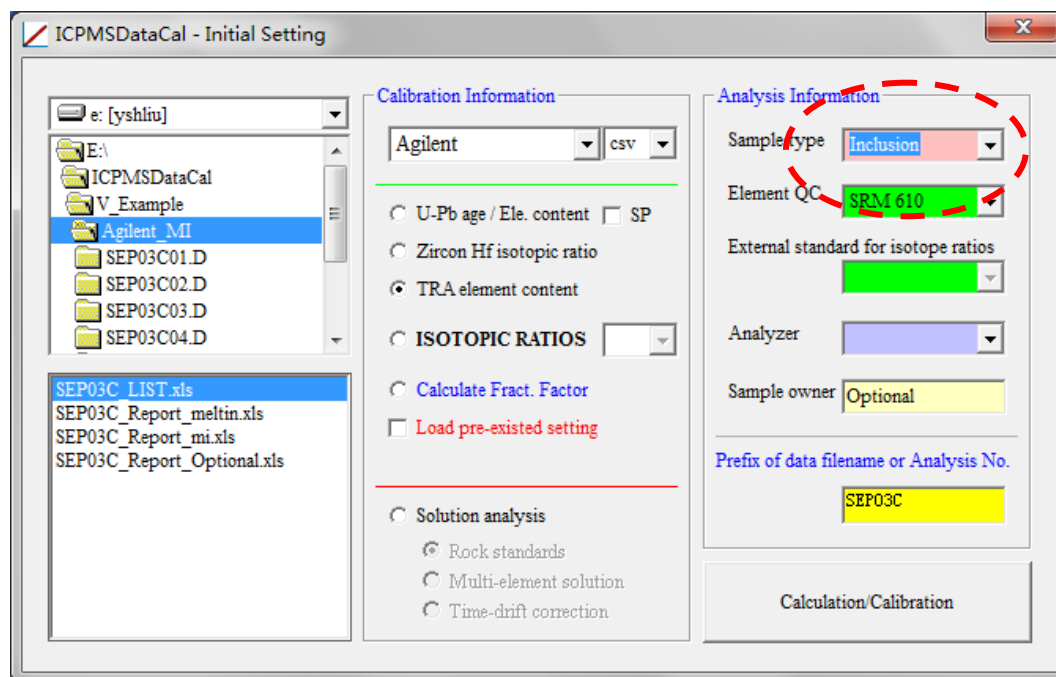 ICPMSDataCal - Initial Setting
e: [yshliu]
E:\
ICPMSDataCal
V_Example
Agilent_MI
SEP03C01.D
SEP03C02.D
SEP03C03.D
SEP03C04.D
SEP03C_LIST.xls
SEP03C_Report_meltin.xls
SEP03C_Report_mi.xls
SEP03C_Report_Optional.xls
Calibration Information
Agilent csv
U-Pb age / Ele. content SP
Zircon Hf isotopic ratio
TRA element content
ISOTOPIC RATIOS
Calculate Fract. Factor
Load pre-existed setting
Solution analysis
Rock standards
Multi-element solution
Time-drift correction
Analysis Information
Sample type Inclusion
Element QC SRM 610
External standard for isotope ratios
Analyzer
Sample owner Optional
Prefix of data filename or Analysis No.
SEP03C
Calculation/Calibration